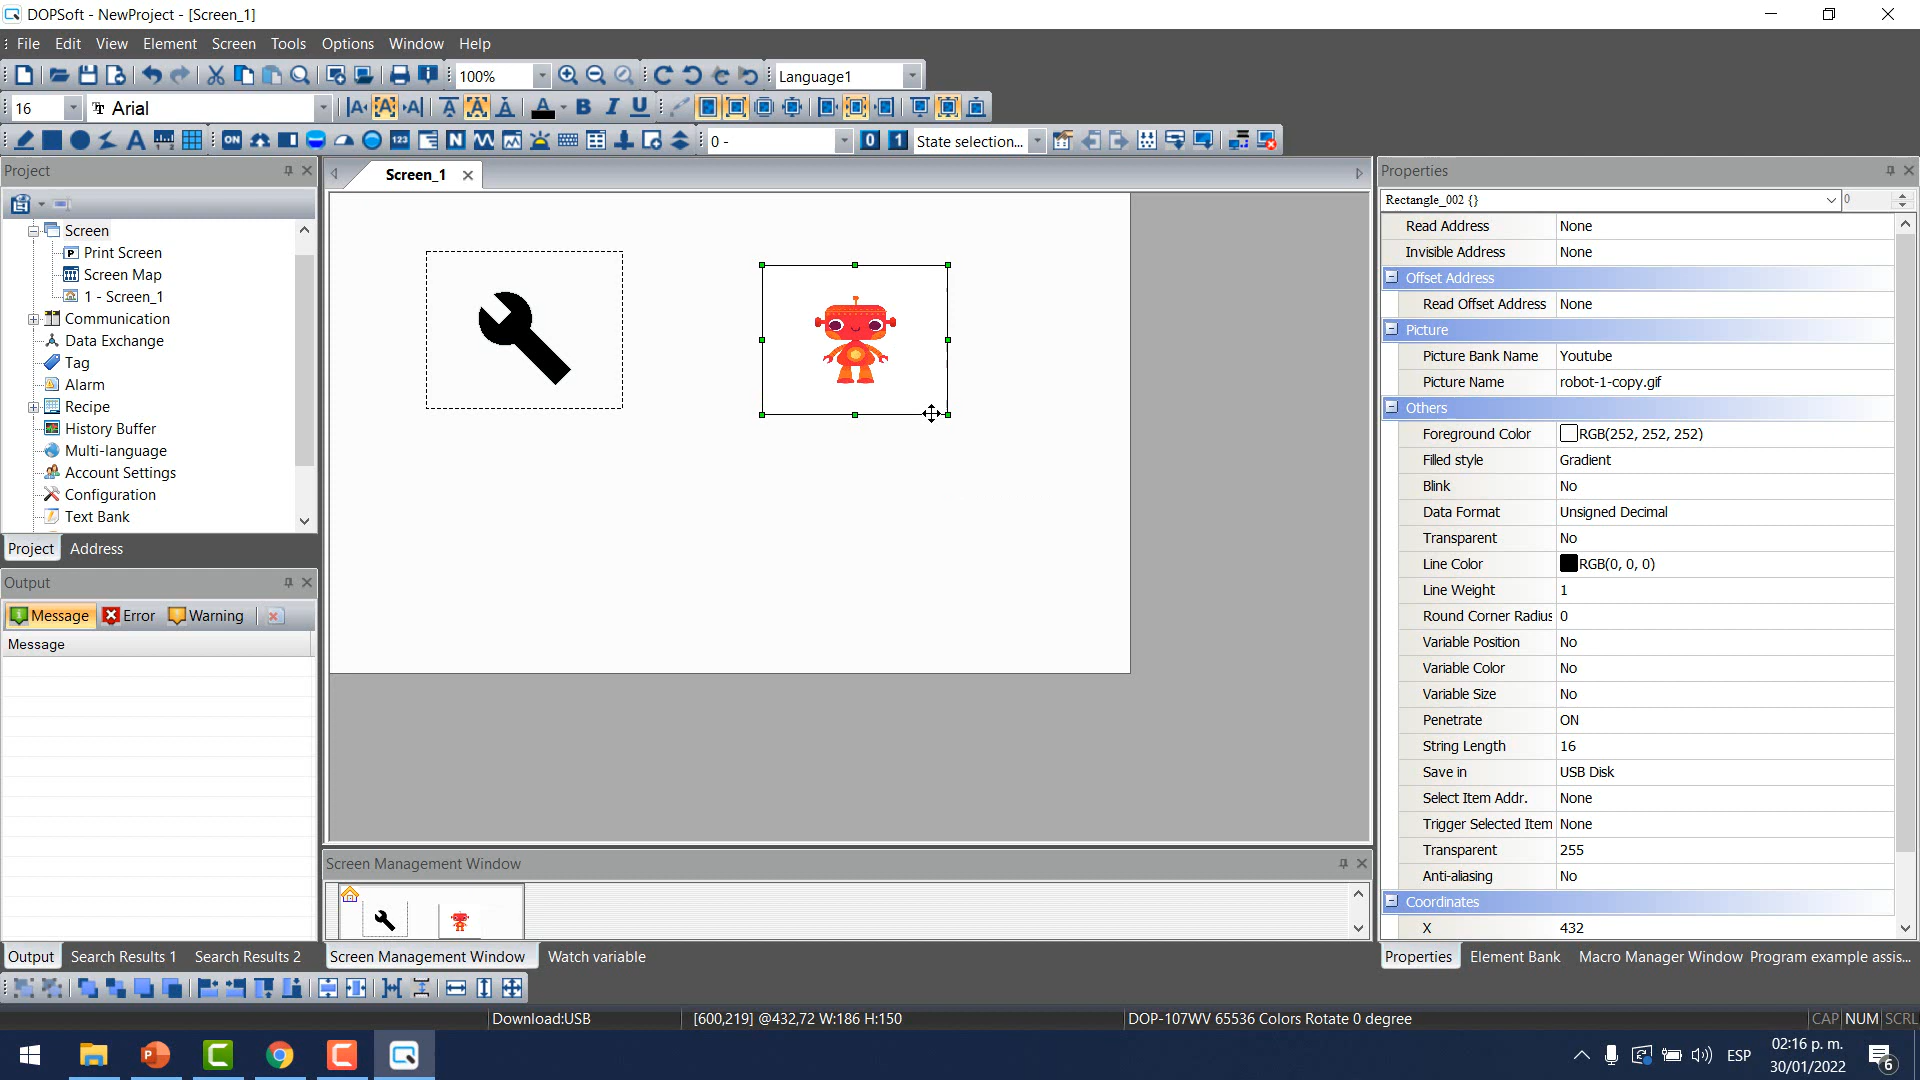 DOPSoft - NewProject - [Screen_1]
File Edit View Element Screen Tools Options Window Help
100% Language1
16 Arial
0 - State selection...
Project
Screen
Print Screen
Screen Map
1 - Screen_1
Communication
Data Exchange
Tag
Alarm
Recipe
History Buffer
Multi-language
Account Settings
Configuration
Text Bank
Project Address
Output
Message Error Warning
Message
Output Search Results 1 Search Results 2
Screen_1
Screen Management Window
Screen Management Window Watch variable
Properties
Rectangle_002 {} 0
Read Address None
Invisible Address None
Offset Address
Read Offset Address None
Picture
Picture Bank Name Youtube
Picture Name robot-1-copy.gif
Others
Foreground Color RGB(252, 252, 252)
Filled style Gradient
Blink No
Data Format Unsigned Decimal
Transparent No
Line Color RGB(0, 0, 0)
Line Weight 1
Round Corner Radius 0
Variable Position No
Variable Color No
Variable Size No
Penetrate ON
String Length 16
Save in USB Disk
Select Item Addr. None
Trigger Selected Item None
Transparent 255
Anti-aliasing No
Coordinates
X 432
Properties Element Bank Macro Manager Window Program example assis...
Download:USB [600,219] @432,72 W:186 H:150 DOP-107WV 65536 Colors Rotate 0 degree CAP NUM SCRL
ESP 02:16 p. m.
30/01/2022
6